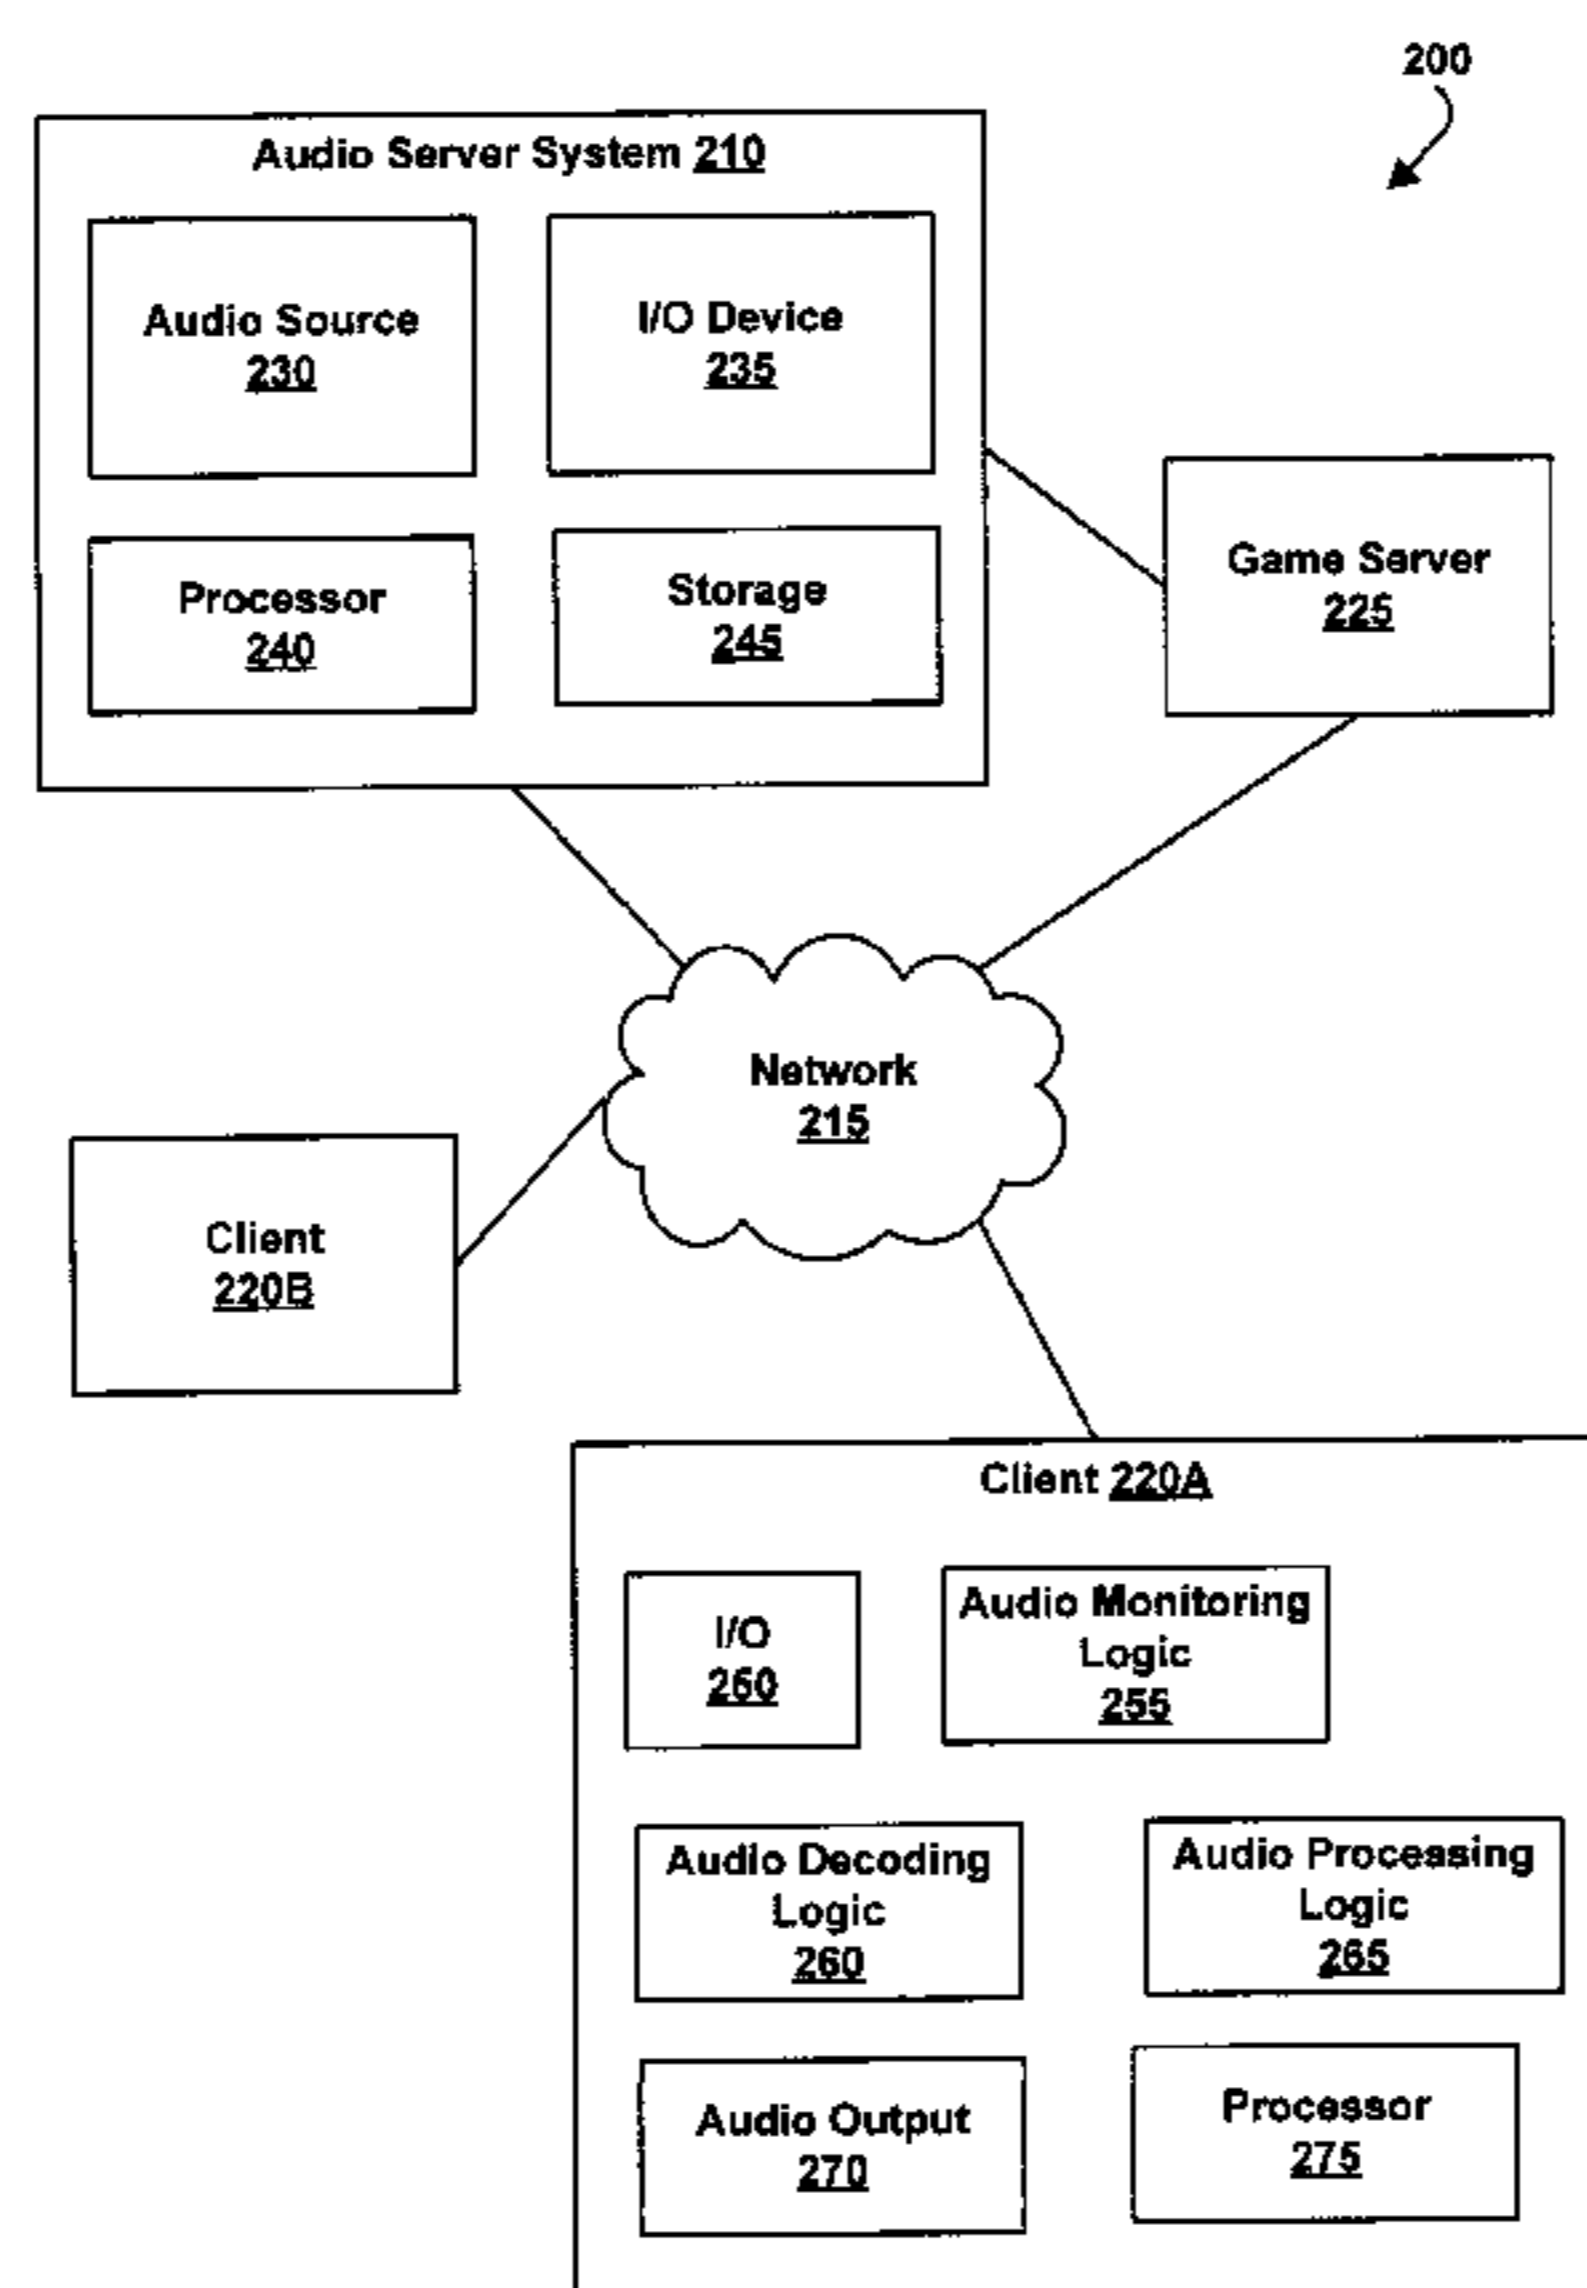 200
Audio Server System 210
Audio Source
230
I/O Device
235
Processor
240
Storage
245
Game Server
225
Network
215
Client
220B
Client 220A
I/O
250
Audio Monitoring
Logic
255
Audio Decoding
Logic
260
Audio Processing
Logic
265
Audio Output
270
Processor
275